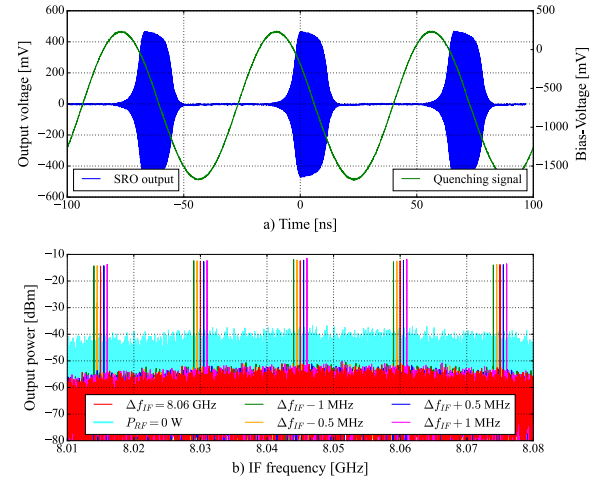 600
400
200
0
−200
−400
−600
Output voltage [mV]
500
0
−500
−1000
−1500
Bias-Voltage [mV]
SRO output
Quenching signal
−100
−50
0
50
100
a) Time [ns]
−10
−20
−30
−40
−50
−60
−70
−80
Output power [dBm]
Δf_IF = 8.06 GHz
Δf_IF − 1 MHz
Δf_IF + 0.5 MHz
P_RF = 0 W
Δf_IF − 0.5 MHz
Δf_IF + 1 MHz
8.01
8.02
8.03
8.04
8.05
8.06
8.07
8.08
b) IF frequency [GHz]